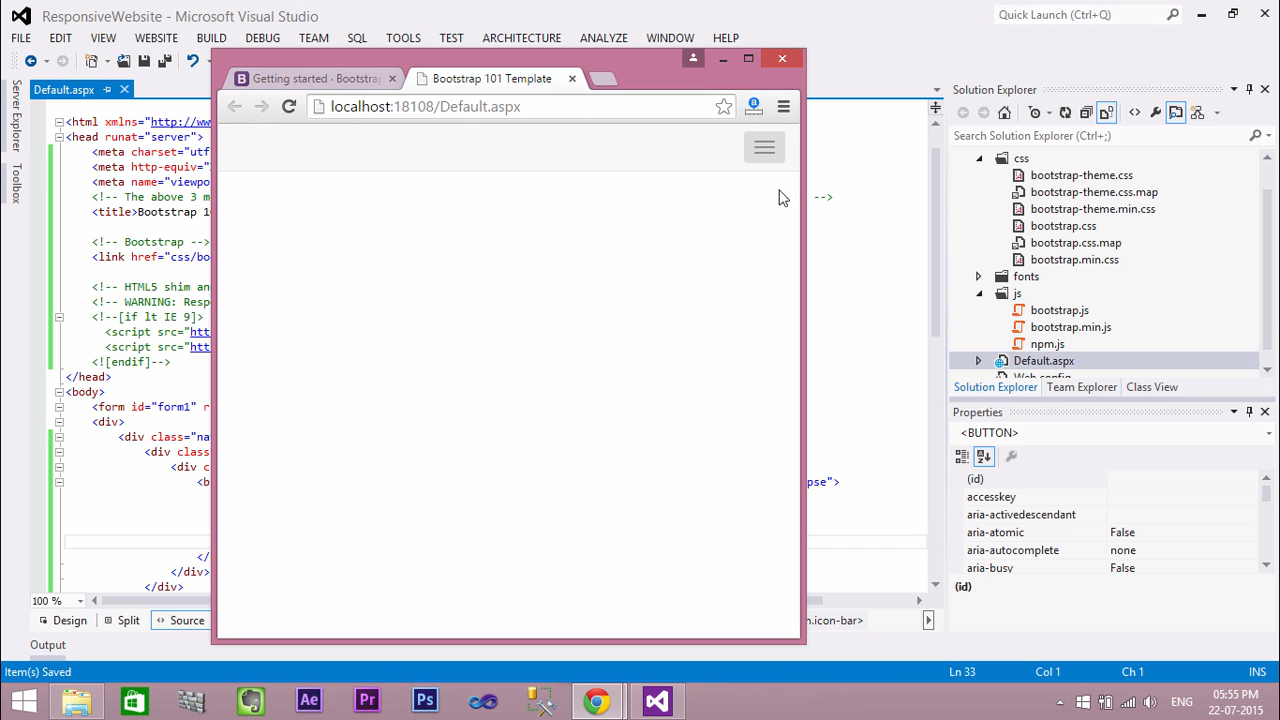 ResponsiveWebsite - Microsoft Visual Studio
Quick Launch (Ctrl+Q)
FILE EDIT VIEW WEBSITE BUILD DEBUG TEAM SQL TOOLS TEST ARCHITECTURE ANALYZE WINDOW HELP
Server Explorer
Toolbox
Default.aspx
Getting started · Bootstrap
Bootstrap 101 Template
localhost:18108/Default.aspx
<html xmlns="http://ww
<head runat="server">
<meta charset="utf
<meta http-equiv="
<meta name="viewpo
<!-- The above 3 m
-->
<title>Bootstrap 1
<!-- Bootstrap -->
<link href="css/bo
<!-- HTML5 shim an
<!-- WARNING: Resp
<!--[if lt IE 9]>
<script src="htt
<script src="htt
<![endif]-->
</head>
<body>
<form id="form1" r
<div>
<div class="na
<div class
<div c
<b
pse">
</
</div>
</div>
100 %
Design
Split
Source
n.icon-bar>
Output
Solution Explorer
Search Solution Explorer (Ctrl+;)
css
bootstrap-theme.css
bootstrap-theme.css.map
bootstrap-theme.min.css
bootstrap.css
bootstrap.css.map
bootstrap.min.css
fonts
js
bootstrap.js
bootstrap.min.js
npm.js
Default.aspx
Web.config
Solution Explorer Team Explorer Class View
Properties
<BUTTON>
(id)
accesskey
aria-activedescendant
aria-atomic False
aria-autocomplete none
aria-busy False
(id)
Item(s) Saved
Ln 33 Col 1 Ch 1 INS
Ae Pr Ps
ENG
05:55 PM
22-07-2015